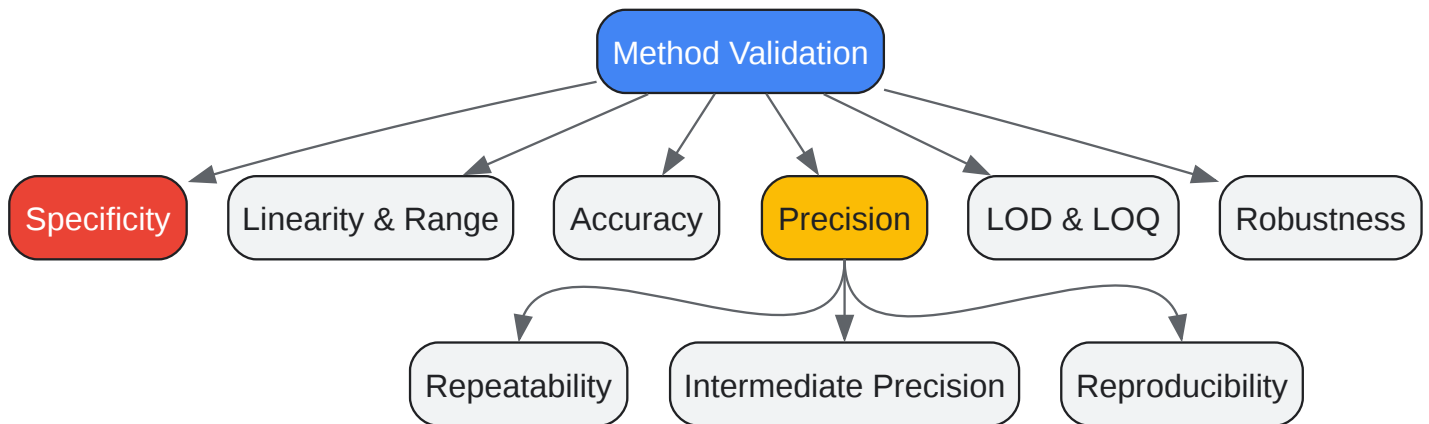 Method Validation
Specificity
Linearity & Range
Accuracy
Precision
LOD & LOQ
Robustness
Repeatability
Intermediate Precision
Reproducibility